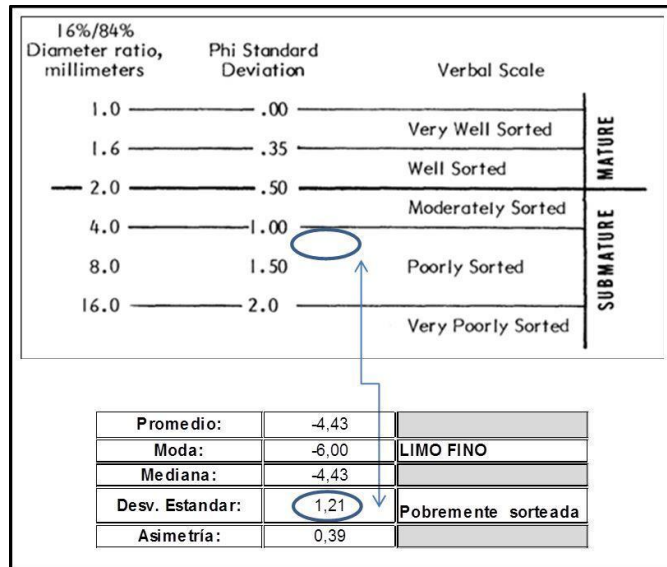 16%/84%
Diameter ratio, Phi Standard
millimeters Deviation Verbal Scale
1.0 .00
Very Well Sorted
1.6 .35
Well Sorted
MATURE
2.0 .50
Moderately Sorted
4.0 1.00
8.0 1.50 Poorly Sorted
SUBMATURE
16.0 2.0
Very Poorly Sorted
Promedio: -4,43
Moda: -6,00 LIMO FINO
Mediana: -4,43
Desv. Estandar: 1,21 Pobremente sorteada
Asimetría: 0,39